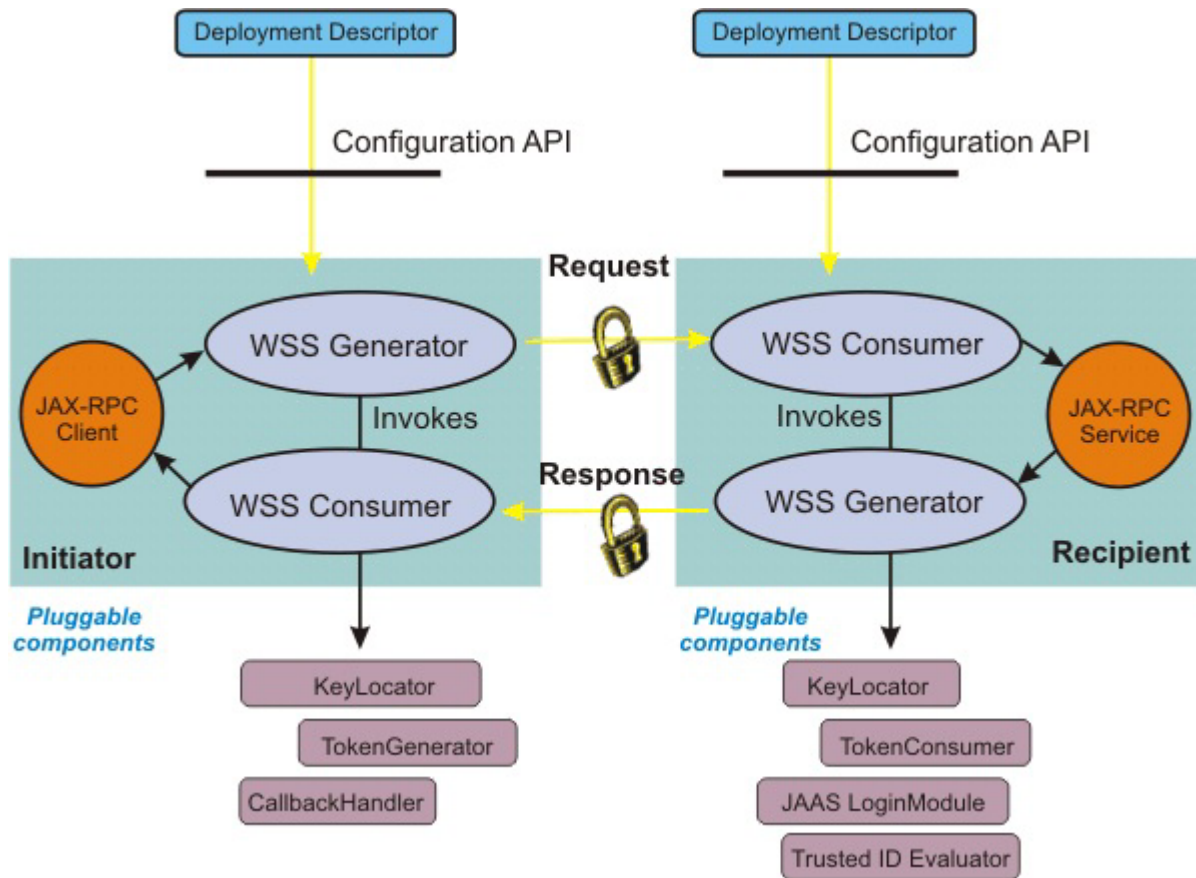 Deployment Descriptor
Deployment Descriptor
Configuration API
Configuration API
Request
WSS Generator
WSS Consumer
JAX-RPC
Client
JAX-RPC
Service
Invokes
Invokes
Response
WSS Consumer
WSS Generator
Initiator
Recipient
Pluggable
components
Pluggable
components
KeyLocator
KeyLocator
TokenGenerator
TokenConsumer
CallbackHandler
JAAS LoginModule
Trusted ID Evaluator